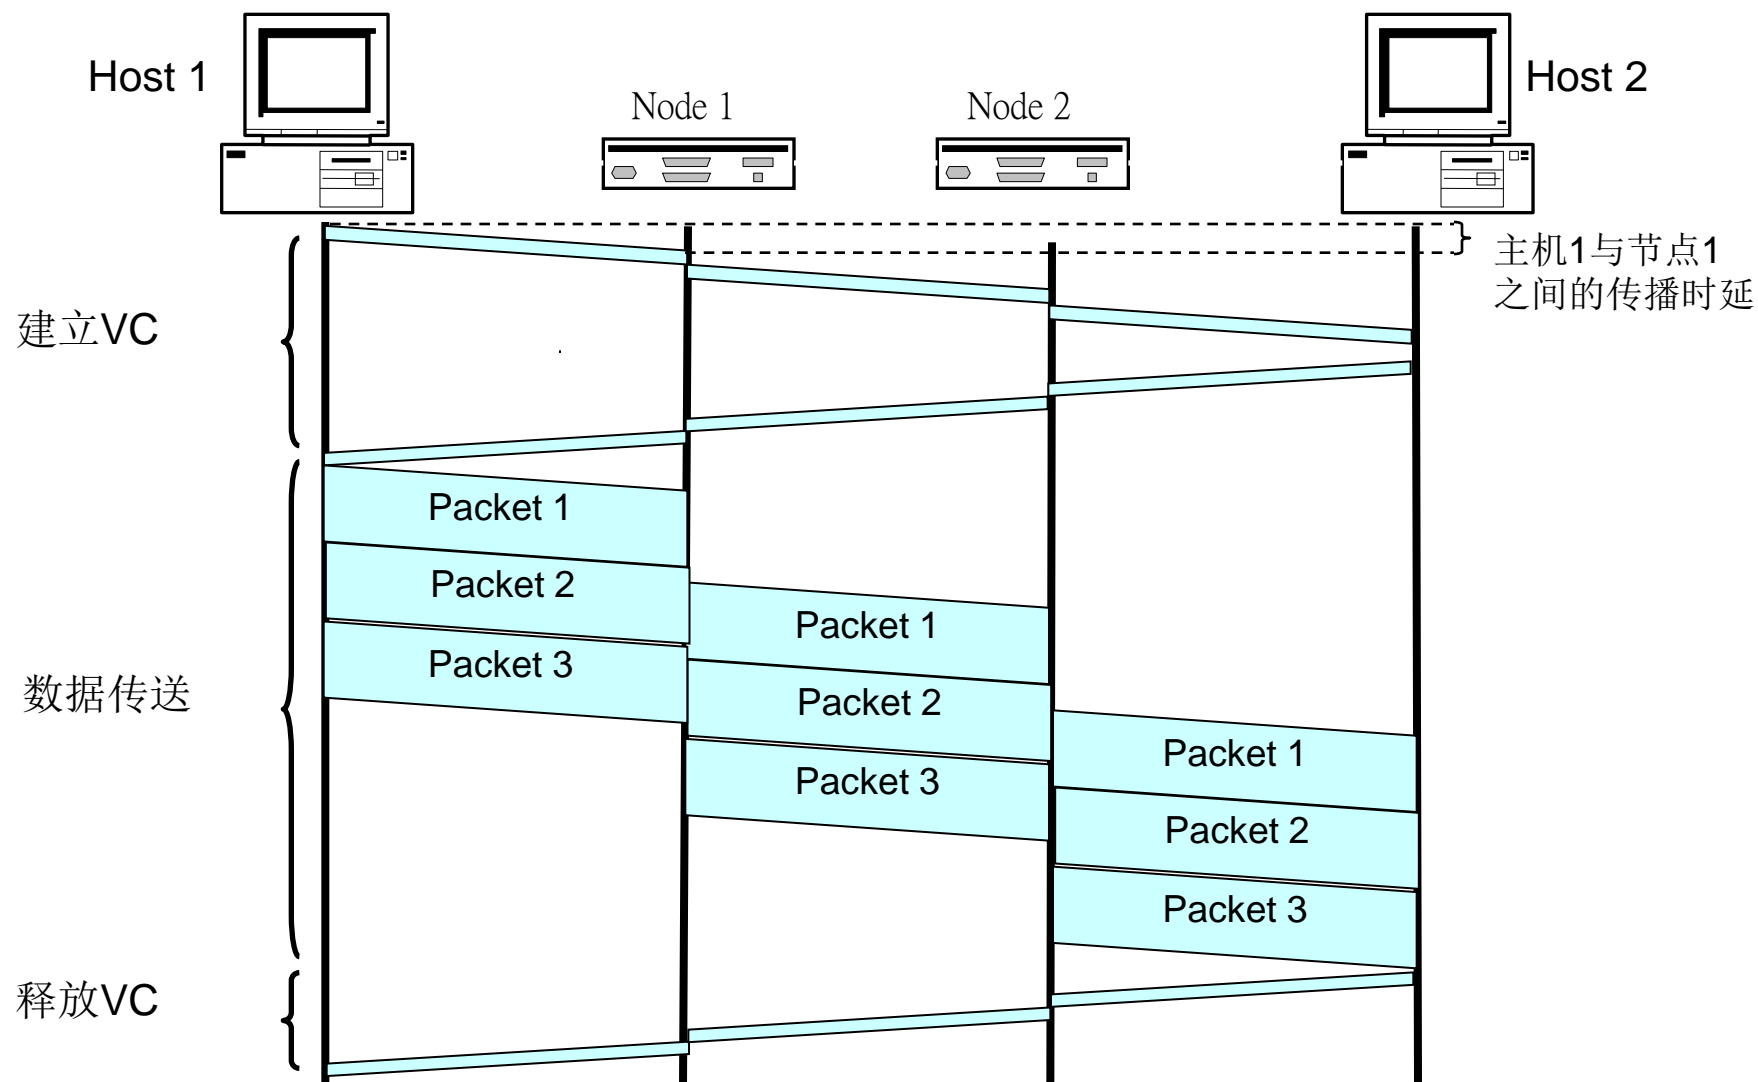 Host 1
Node 1
Node 2
Host 2
主机1与节点1
之间的传播时延
建立VC
Packet 1
Packet 2
Packet 3
Packet 1
Packet 2
Packet 3
Packet 1
Packet 2
Packet 3
数据传送
释放VC